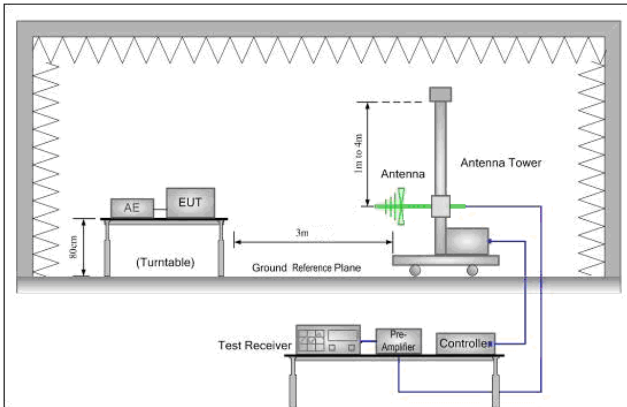 1m to 4m
Antenna
Antenna Tower
AE
EUT
3m
80cm
(Turntable)
Ground Reference Plane
Test Receiver
Pre-
Amplifier
Controller